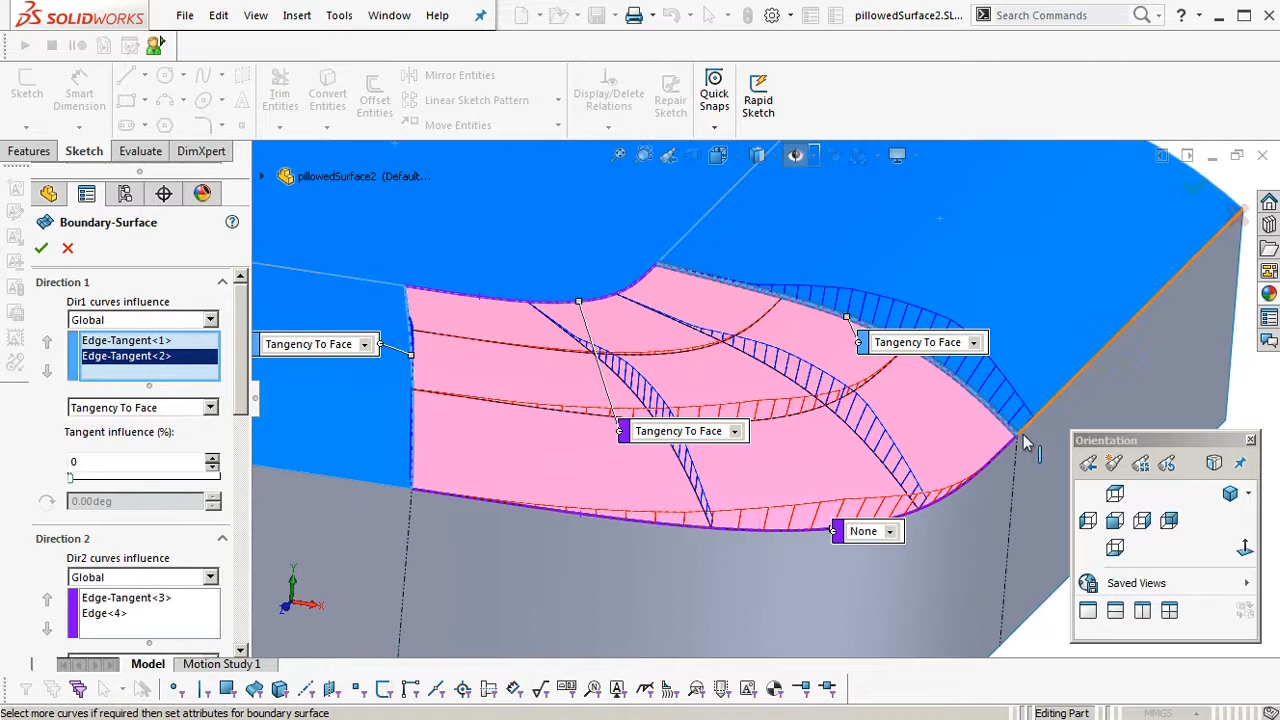 SOLIDWORKS
File Edit View Insert Tools Window Help
pillowedSurface2.SL...
Search Commands
?
Sketch
Smart Dimension
Trim Entities
Convert Entities
Offset Entities
Mirror Entities
Linear Sketch Pattern
Move Entities
Display/Delete Relations
Repair Sketch
Quick Snaps
Rapid Sketch
Features Sketch Evaluate DimXpert
pillowedSurface2 (Default...
Boundary-Surface
?
Direction 1
Dir1 curves influence
Global
Edge-Tangent<1>
Edge-Tangent<2>
Tangency To Face
Tangent influence (%):
0
0.00deg
Direction 2
Dir2 curves influence
Global
Edge-Tangent<3>
Edge<4>
Tangency To Face
Tangency To Face
Tangency To Face
None
Orientation
Saved Views
Y
X
Z
Model Motion Study 1
Select more curves if required then set attributes for boundary surface
Editing Part
MMGS